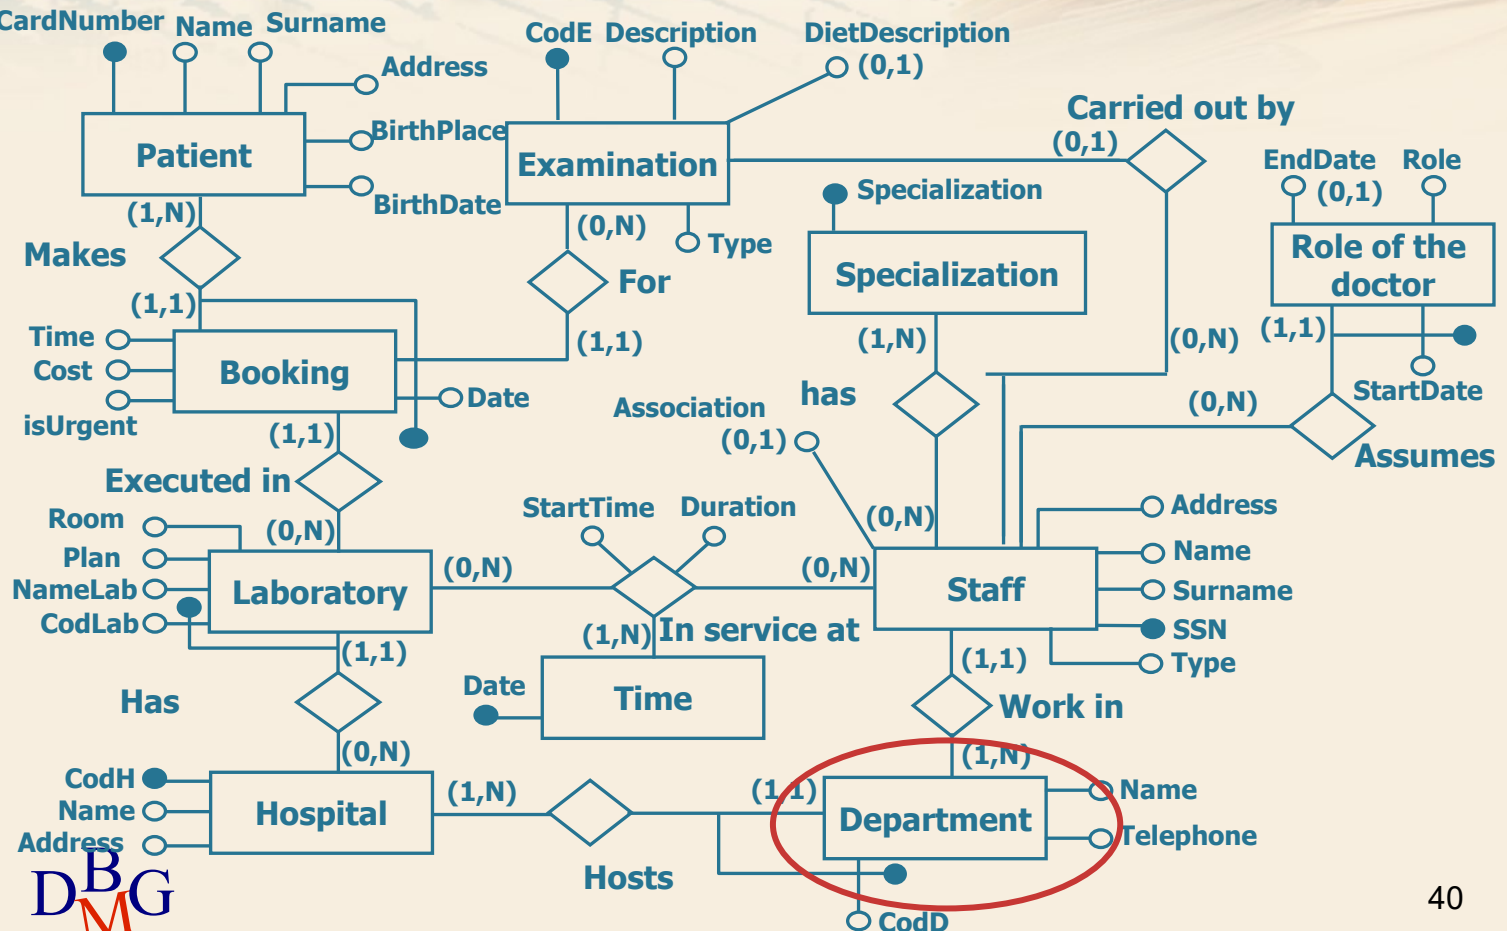 CardNumber Name Surname
CodE Description DietDescription
(0,1)
Address
Carried out by
(0,1)
Patient
BirthPlace
Examination
EndDate Role
(0,1)
Specialization
BirthDate
(1,N)
(0,N)
Type
Makes
For
Specialization
Role of the
doctor
(1,1)
Time
(1,1)
(1,N)
(0,N)
(1,1)
Cost
Booking
Date
StartDate
isUrgent
(1,1)
Association
(0,1)
has
(0,N)
Assumes
Executed in
Room
(0,N)
StartTime Duration
(0,N)
Address
Plan
Name
NameLab
Laboratory
(0,N)
(0,N)
Staff
Surname
CodLab
In service at
SSN
(1,1)
(1,N)
(1,1)
Type
Has
Date
Time
Work in
(0,N)
(1,N)
CodH
Name
Hospital
(1,N)
(1,1)
Department
Name
Address
Telephone
Hosts
CodD
DBMG
40